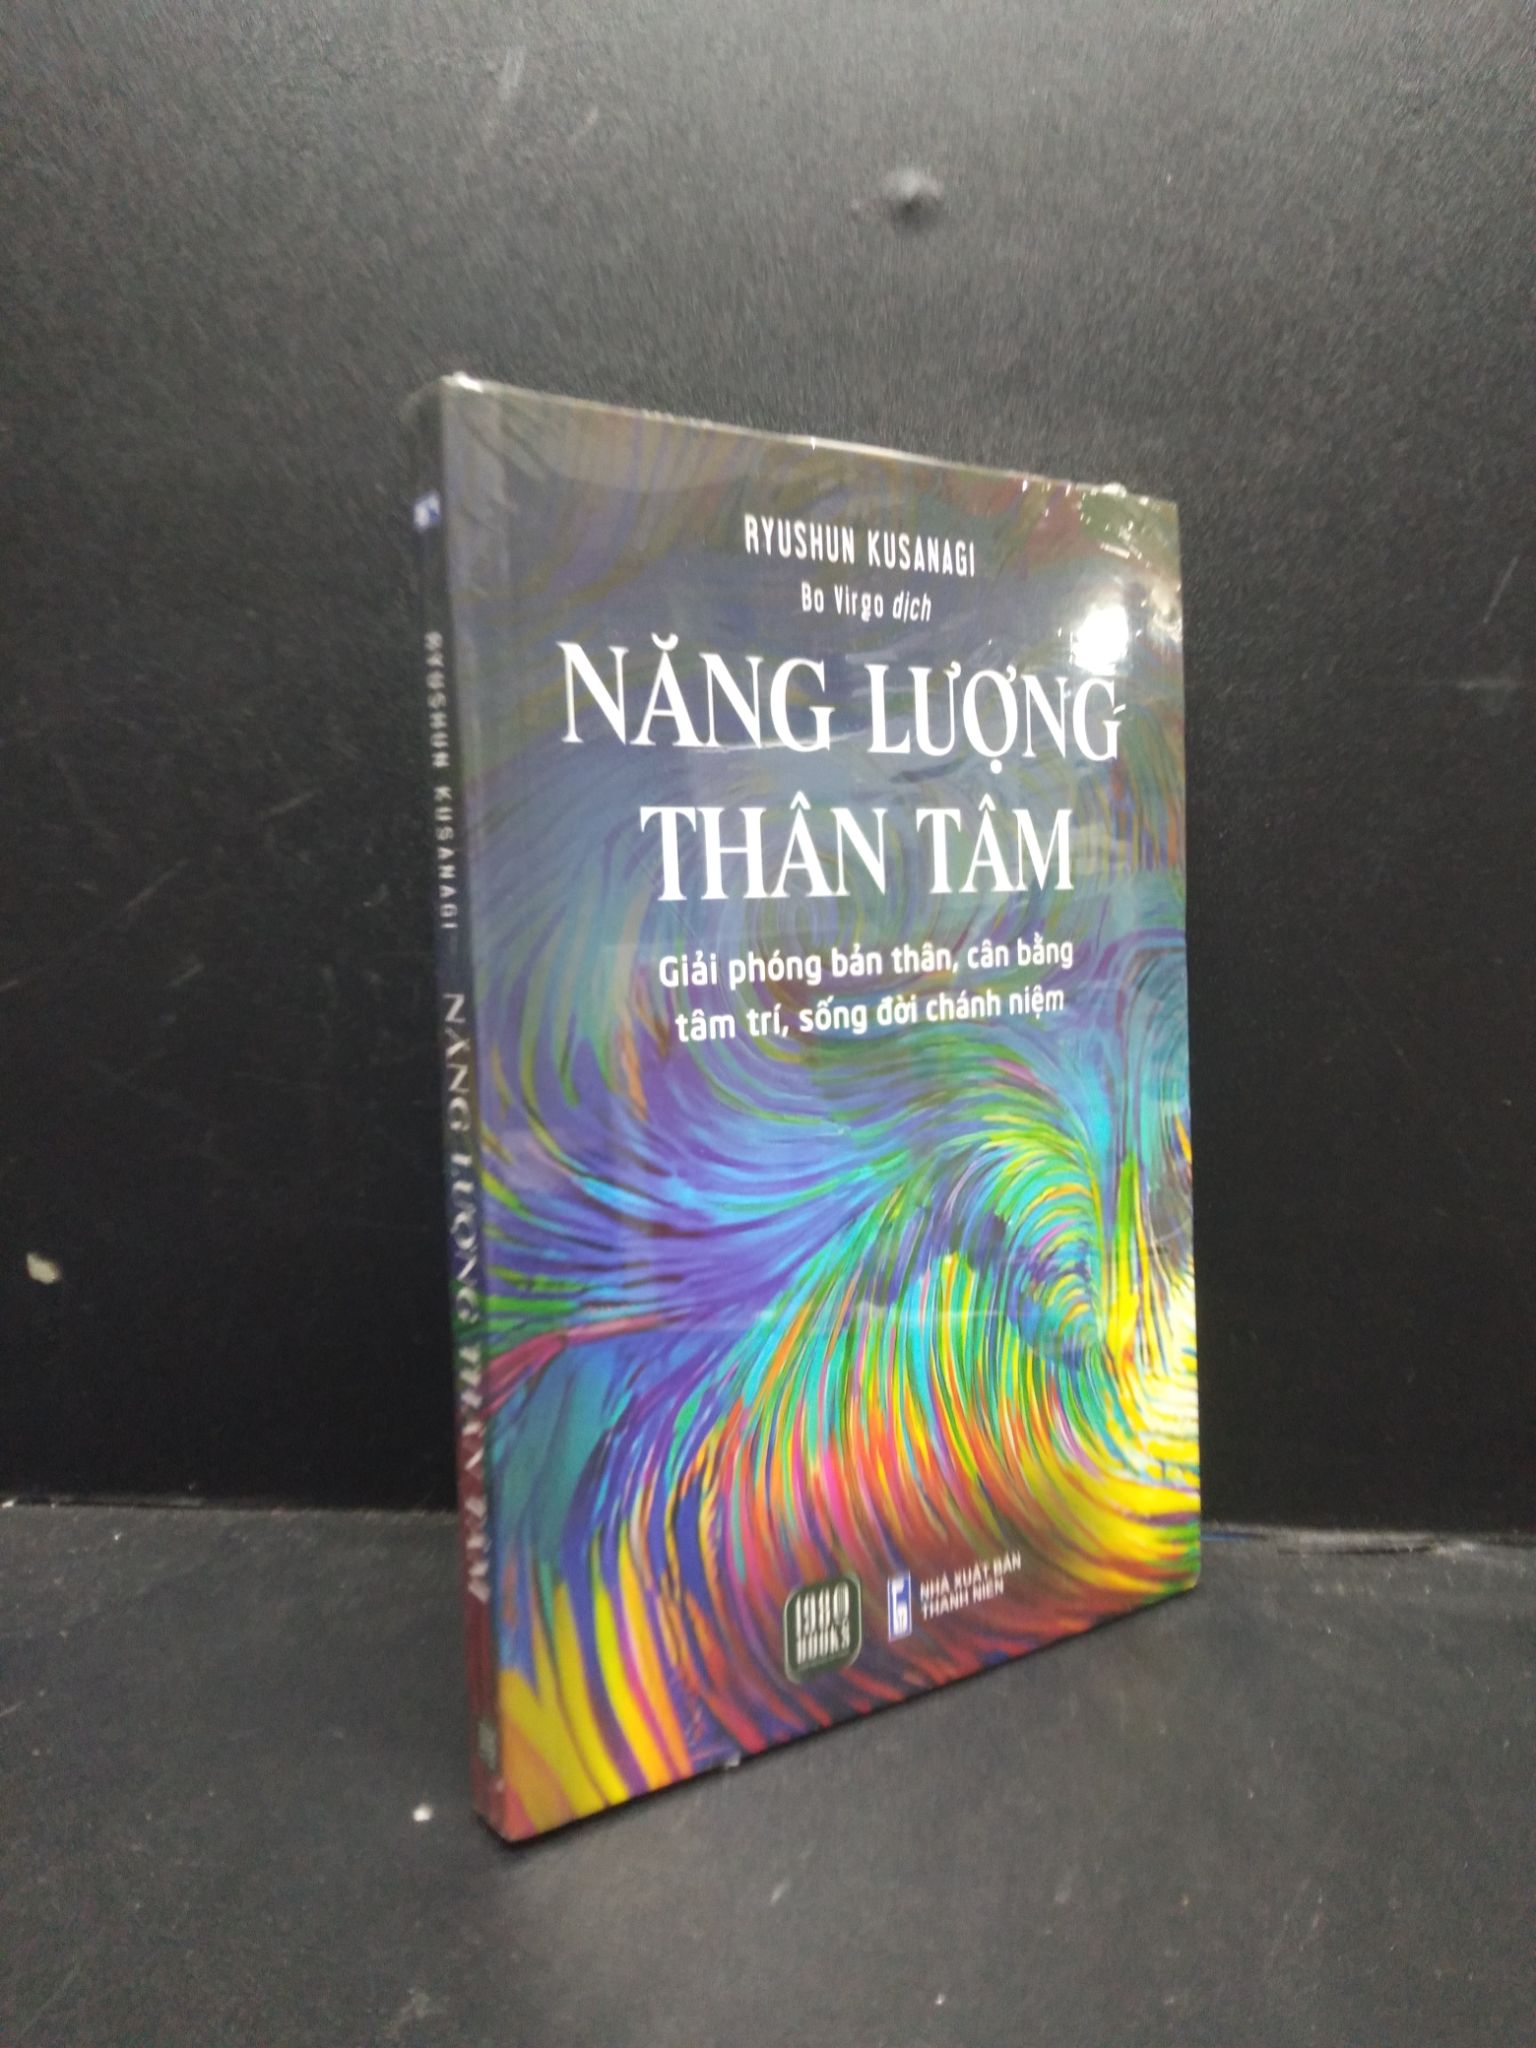 RYUSHUN KUSANAGI
Bo Virgo dịch
NĂNG LƯỢNG
THÂN TÂM
Giải phóng bản thân, cân bằng
tâm trí, sống đời chánh niệm
1980
BOOKS
NHÀ XUẤT BẢN
THANH NIÊN
RYUSHUN KUSANAGI NĂNG LƯỢNG THÂN TÂM